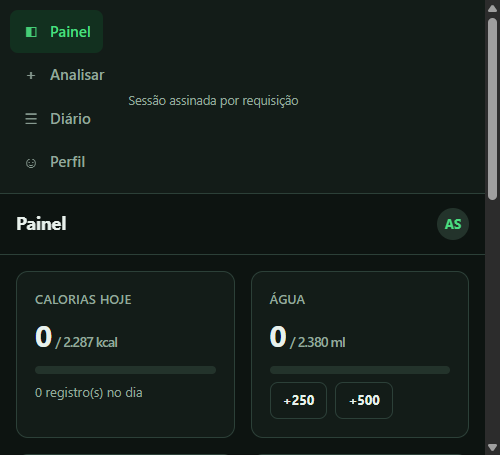 Painel
+ Analisar
Sessão assinada por requisição
Diário
Perfil
Painel
AS
CALORIAS HOJE
0 / 2.287 kcal
0 registro(s) no dia
ÁGUA
0 / 2.380 ml
+250
+500